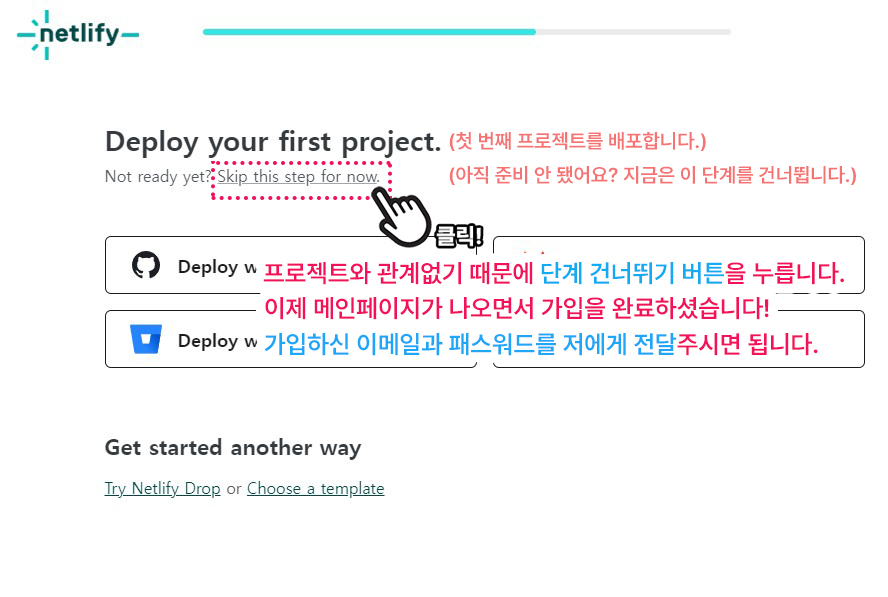 netlify
Deploy your first project. (첫 번째 프로젝트를 배포합니다.)
Not ready yet? Skip this step for now. (아직 준비 안 됐어요? 지금은 이 단계를 건너뜁니다.)
클릭!
Deploy w
프로젝트와 관계없기 때문에 단계 건너뛰기 버튼을 누릅니다.
이제 메인페이지가 나오면서 가입을 완료하셨습니다!
Deploy w
가입하신 이메일과 패스워드를 저에게 전달주시면 됩니다.
Get started another way
Try Netlify Drop or Choose a template